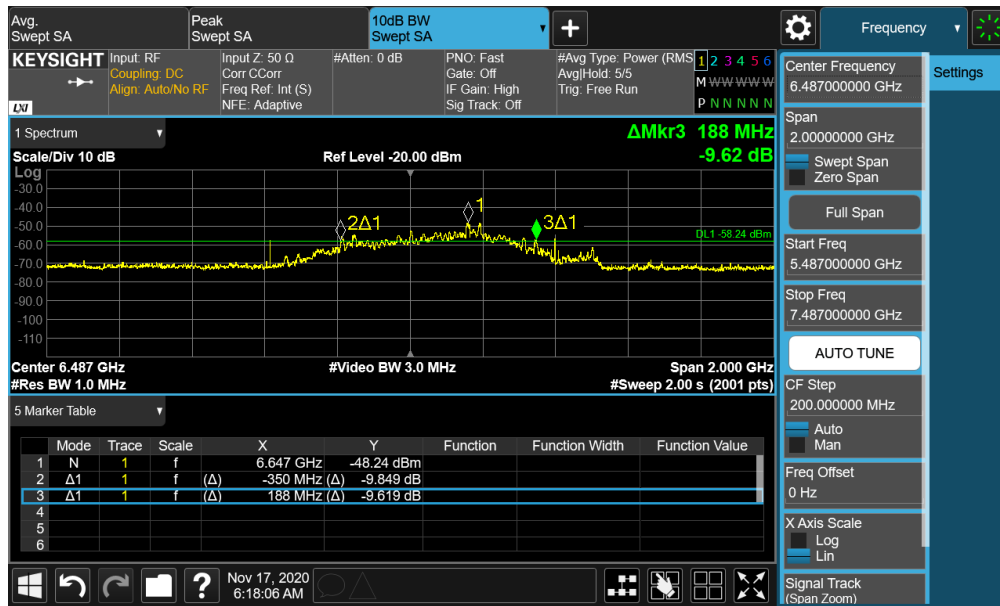 Avg.
Swept SA
Peak
Swept SA
10dB BW
Swept SA
Frequency
KEYSIGHT
LXI
Input: RF
Coupling: DC
Align: Auto/No RF
Input Z: 50 Ω
Corr CCorr
Freq Ref: Int (S)
NFE: Adaptive
#Atten: 0 dB
PNO: Fast
Gate: Off
IF Gain: High
Sig Track: Off
#Avg Type: Power (RMS
Avg|Hold: 5/5
Trig: Free Run
1 2 3 4 5 6
M W W W W W
P N N N N N
1 Spectrum
ΔMkr3 188 MHz
-9.62 dB
Scale/Div 10 dB
Ref Level -20.00 dBm
Log
-30.0
-40.0
-50.0
-60.0
-70.0
-80.0
-90.0
-100
-110
2Δ1
1
3Δ1
DL1 -58.24 dBm
Center 6.487 GHz
#Video BW 3.0 MHz
Span 2.000 GHz
#Res BW 1.0 MHz
#Sweep 2.00 s (2001 pts)
5 Marker Table
Mode Trace Scale X Y Function Function Width Function Value
1 N 1 f 6.647 GHz -48.24 dBm
2 Δ1 1 f (Δ) -350 MHz (Δ) -9.849 dB
3 Δ1 1 f (Δ) 188 MHz (Δ) -9.619 dB
4
5
6
Nov 17, 2020
6:18:06 AM
?
Center Frequency
6.487000000 GHz
Span
2.00000000 GHz
Swept Span
Zero Span
Full Span
Start Freq
5.487000000 GHz
Stop Freq
7.487000000 GHz
AUTO TUNE
CF Step
200.000000 MHz
Auto
Man
Freq Offset
0 Hz
X Axis Scale
Log
Lin
Signal Track
(Span Zoom)
Settings